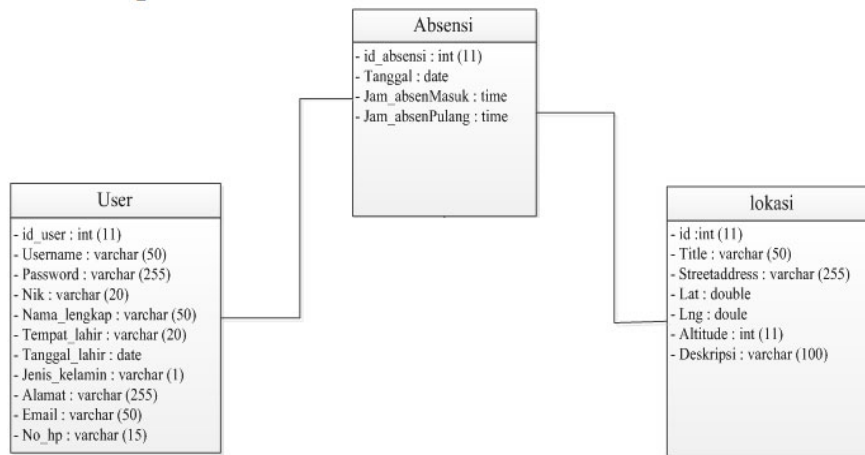 Absensi
- id_absensi : int (11)
- Tanggal : date
- Jam_absenMasuk : time
- Jam_absenPulang : time
User
- id_user : int (11)
- Username : varchar (50)
- Password : varchar (255)
- Nik : varchar (20)
- Nama_lengkap : varchar (50)
- Tempat_lahir : varchar (20)
- Tanggal_lahir : date
- Jenis_kelamin : varchar (1)
- Alamat : varchar (255)
- Email : varchar (50)
- No_hp : varchar (15)
lokasi
- id :int (11)
- Title : varchar (50)
- Streetaddress : varchar (255)
- Lat : double
- Lng : doule
- Altitude : int (11)
- Deskripsi : varchar (100)